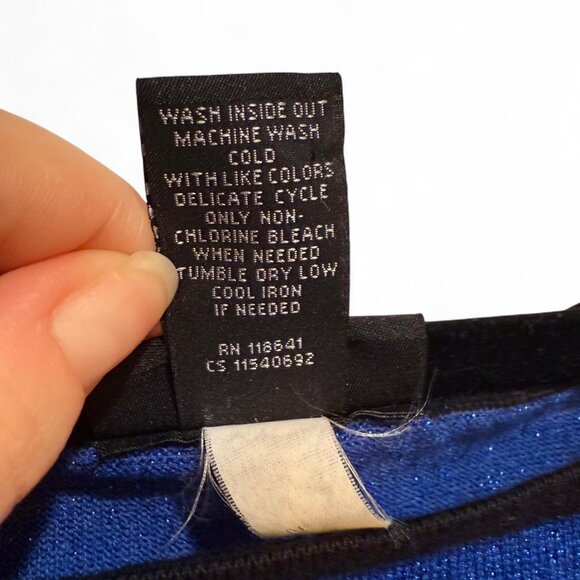 WASH INSIDE OUT
MACHINE WASH
COLD
WITH LIKE COLORS
DELICATE CYCLE
ONLY NON-
CHLORINE BLEACH
WHEN NEEDED
TUMBLE DRY LOW
COOL IRON
IF NEEDED
RN 118641
CS 11540692